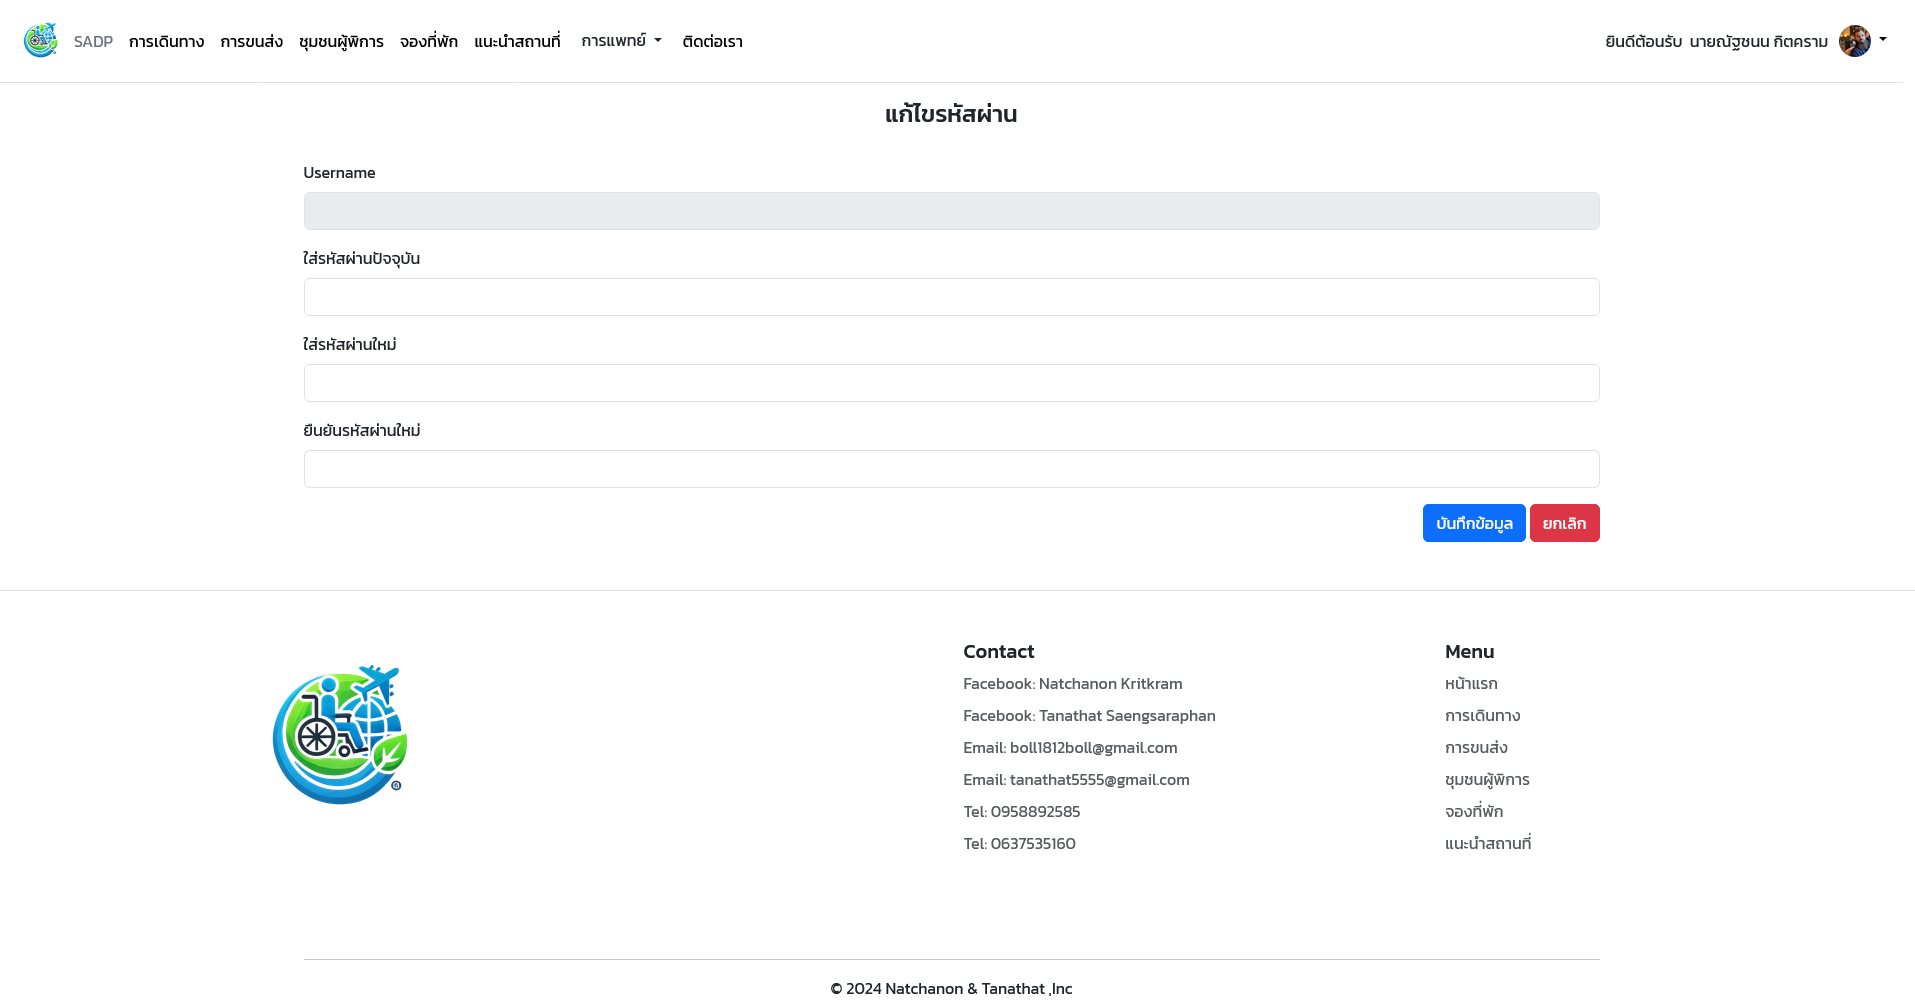 SADP การเดินทาง การขนส่ง ชุมชนผู้พิการ จองที่พัก แนะนำสถานที่ การแพทย์ ติดต่อเรา ยินดีต้อนรับ นายณัฐชนน กิตคราม
แก้ไขรหัสผ่าน
Username
ใส่รหัสผ่านปัจจุบัน
ใส่รหัสผ่านใหม่
ยืนยันรหัสผ่านใหม่
บันทึกข้อมูล ยกเลิก
Contact
Facebook: Natchanon Kritkram
Facebook: Tanathat Saengsaraphan
Email: boll1812boll@gmail.com
Email: tanathat5555@gmail.com
Tel: 0958892585
Tel: 0637535160
Menu
หน้าแรก
การเดินทาง
การขนส่ง
ชุมชนผู้พิการ
จองที่พัก
แนะนำสถานที่
© 2024 Natchanon & Tanathat ,Inc